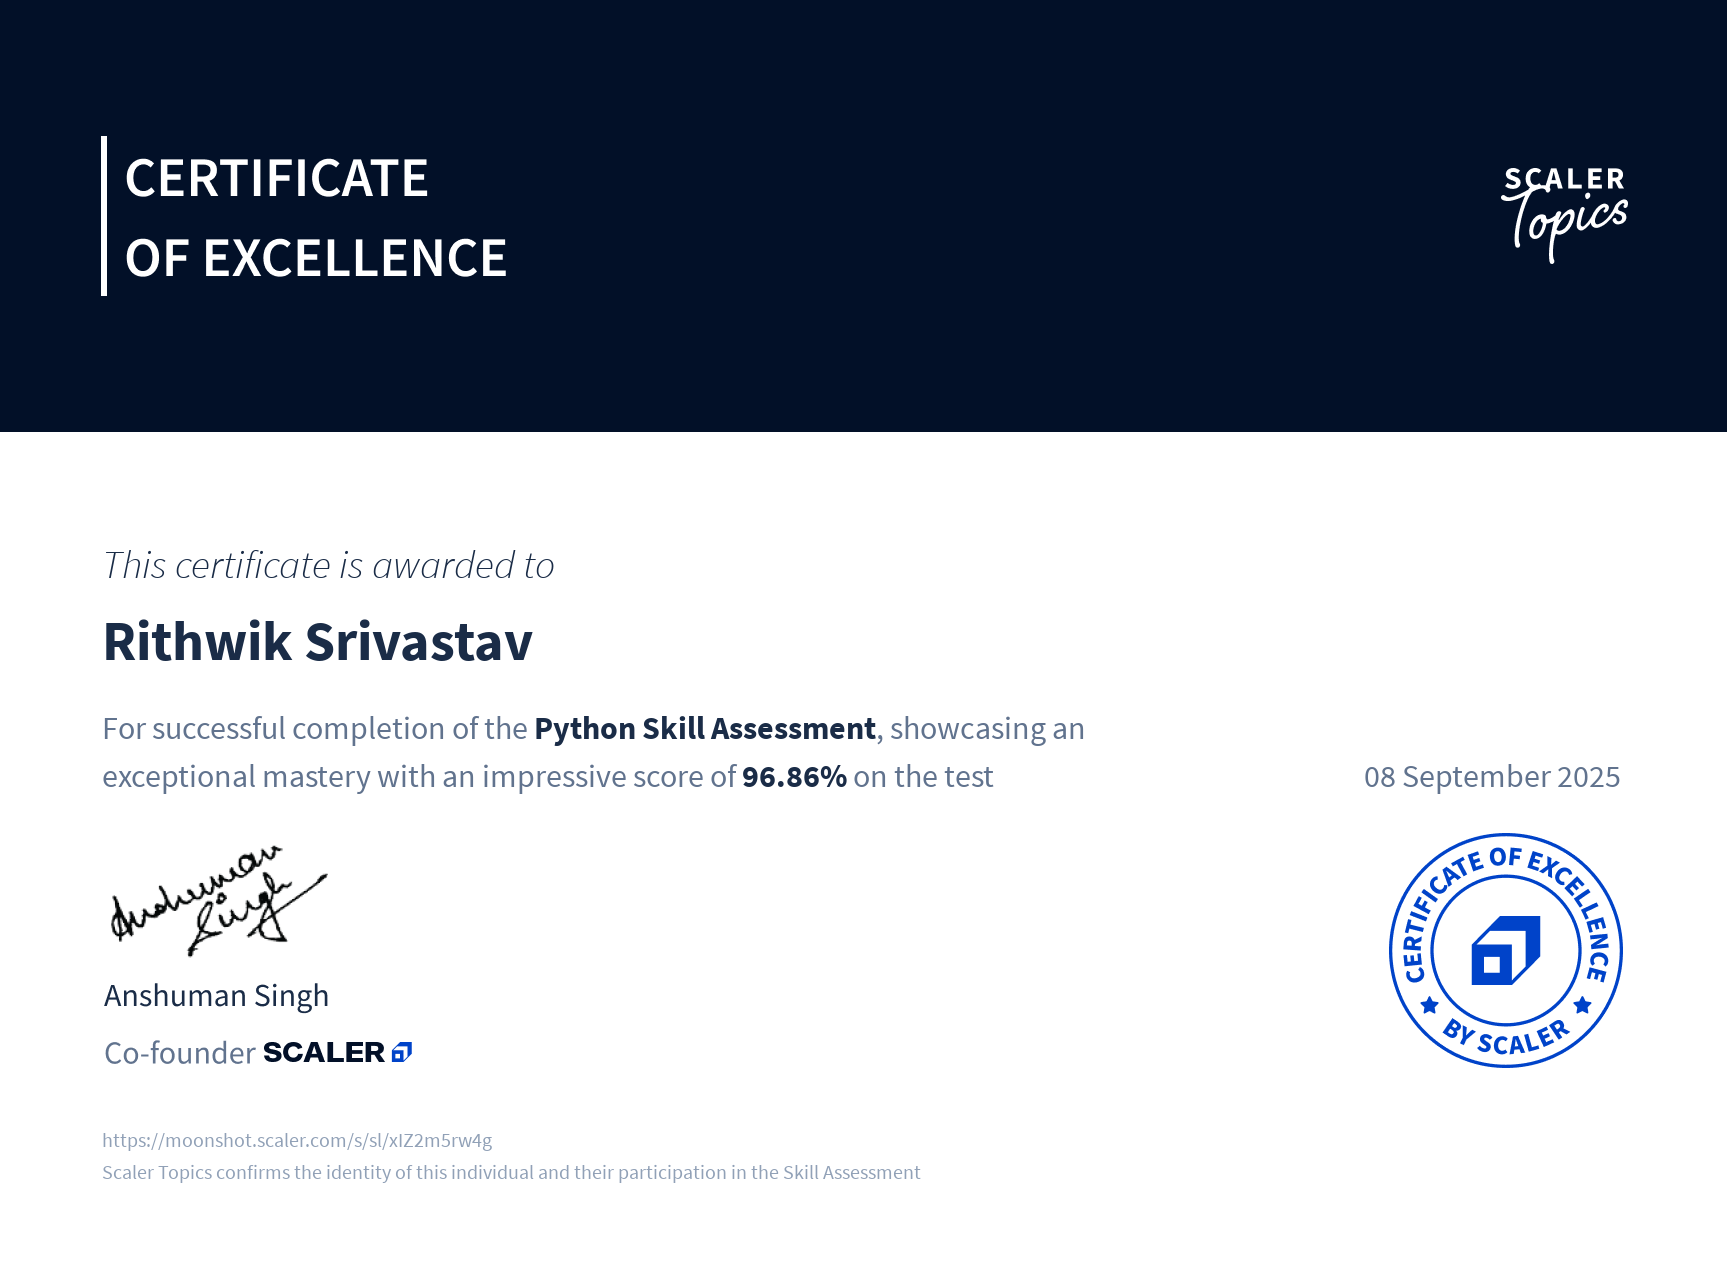 CERTIFICATE
OF EXCELLENCE
SCALER
Topics
This certificate is awarded to
Rithwik Srivastav
For successful completion of the Python Skill Assessment, showcasing an
exceptional mastery with an impressive score of 96.86% on the test
08 September 2025
Anshuman
Singh
Anshuman Singh
Co-founder SCALER
CERTIFICATE OF EXCELLENCE
BY SCALER
https://moonshot.scaler.com/s/sl/xIZ2m5rw4g
Scaler Topics confirms the identity of this individual and their participation in the Skill Assessment